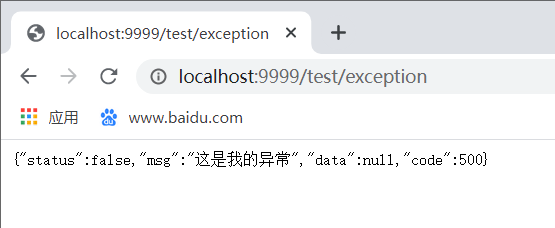 localhost:9999/test/exception
localhost:9999/test/exception
应用 www.baidu.com
{"status":false,"msg":"这是我的异常","data":null,"code":500}